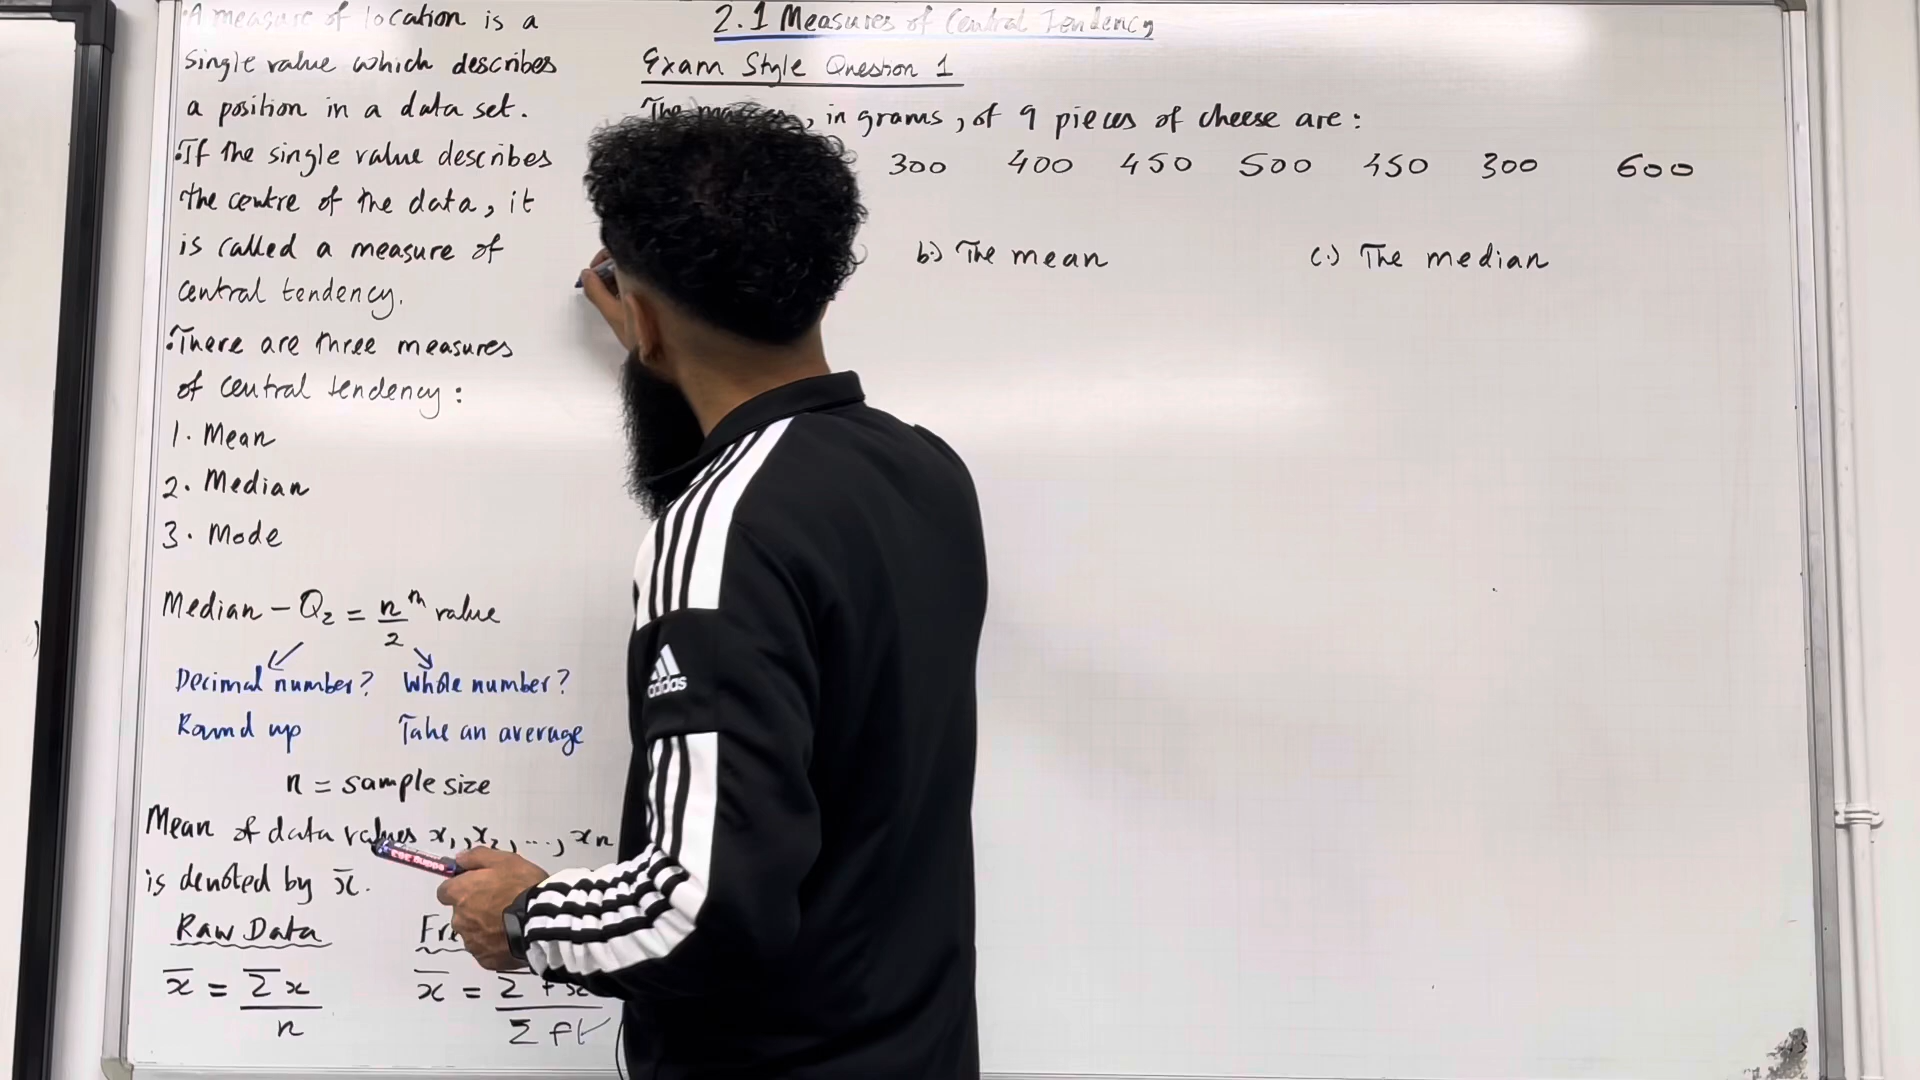 ·A measure of location is a
single value which describes
a position in a data set.
·If the single value describes
the centre of the data, it
is called a measure of
central tendency.
·There are three measures
of central tendency:
1. Mean
2. Median
3. Mode
Median - Q₂ = n/2 th value
Decimal number? Whole number?
Round up Take an average
n = sample size
Mean of data values x₁, x₂, ..., xn
is denoted by x̄.
Raw Data
x̄ = Σx/n
x̄ = Σfx/Σf
2.1 Measures of Central Tendency
Exam Style Question 1
The masses, in grams, of 9 pieces of cheese are:
300 400 450 500 450 300 600
b.) The mean c.) The median
adidas